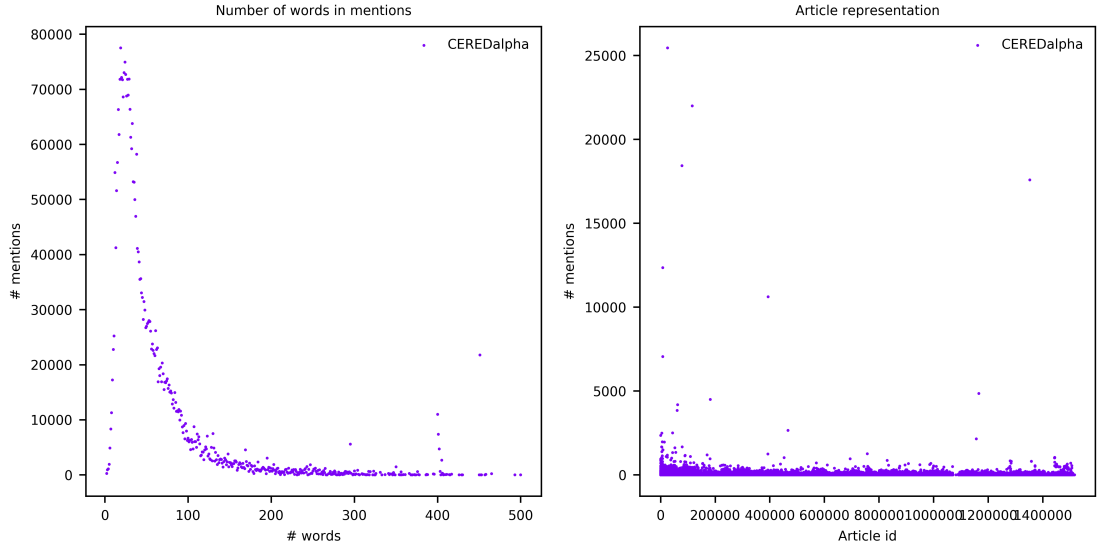 Number of words in mentions
80000
70000
60000
50000
40000
30000
20000
10000
0
# mentions
0 100 200 300 400 500
# words
CEREDalpha
Article representation
25000
20000
15000
10000
5000
0
# mentions
0 200000 400000 600000 800000 1000000 1200000 1400000
Article id
CEREDalpha